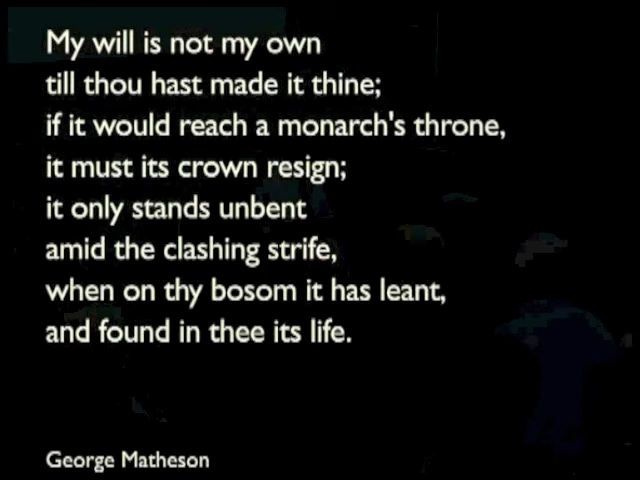 My will is not my own
till thou hast made it thine;
if it would reach a monarch's throne,
it must its crown resign;
it only stands unbent
amid the clashing strife,
when on thy bosom it has leant,
and found in thee its life.
George Matheson